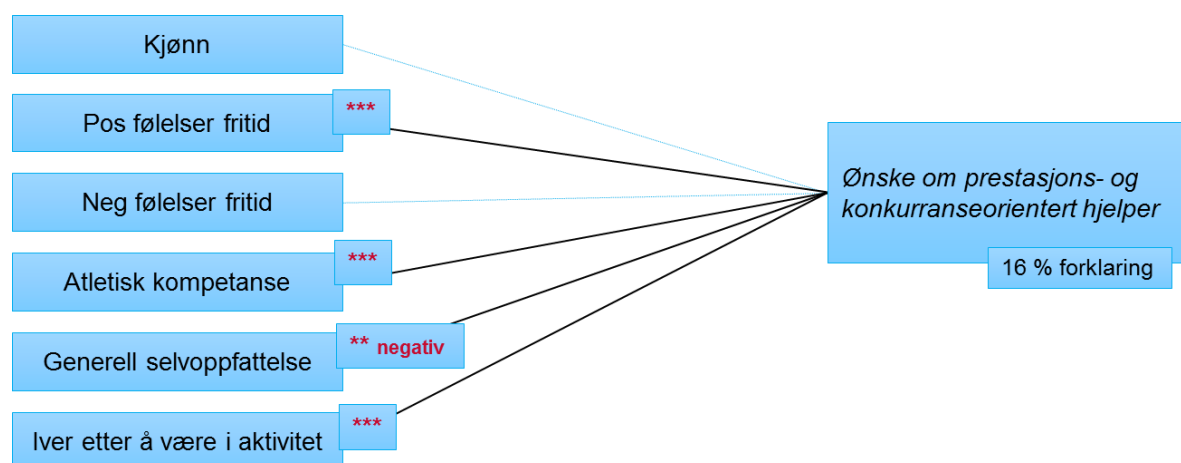 Kjønn
Pos følelser fritid
***
Neg følelser fritid
Atletisk kompetanse
***
Generell selvoppfattelse
** negativ
Iver etter å være i aktivitet
***
Ønske om prestasjons- og
konkurranseorientert hjelper
16 % forklaring